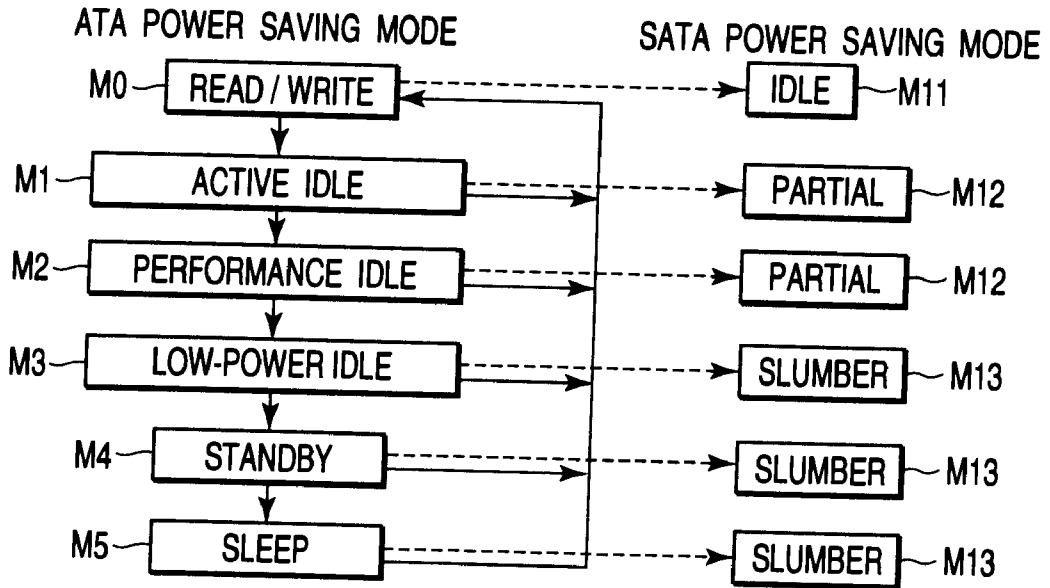 ATA POWER SAVING MODE
SATA POWER SAVING MODE
M0 READ / WRITE IDLE M11
M1 ACTIVE IDLE PARTIAL M12
M2 PERFORMANCE IDLE PARTIAL M12
M3 LOW-POWER IDLE SLUMBER M13
M4 STANDBY SLUMBER M13
M5 SLEEP SLUMBER M13